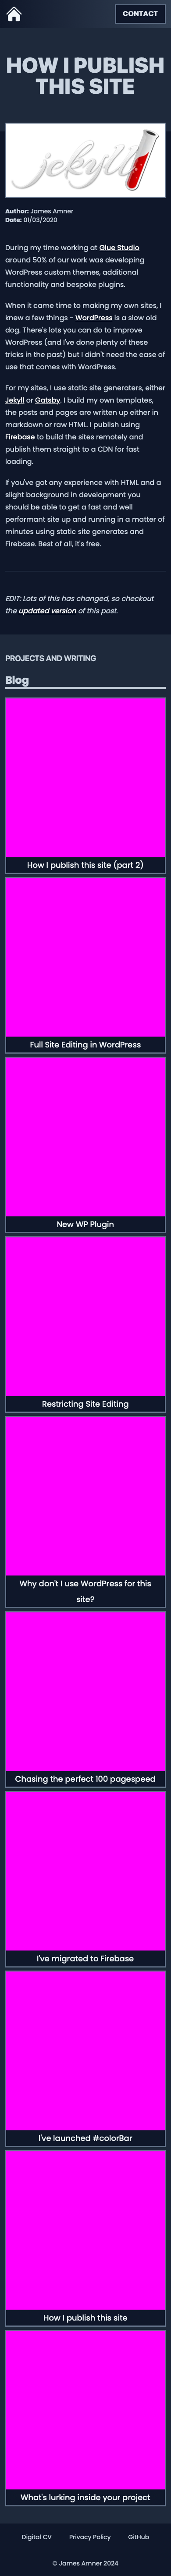 CONTACT
HOW I PUBLISH
THIS SITE
jekyll
Author: James Amner
Date: 01/03/2020
During my time working at Glue Studio
around 50% of our work was developing
WordPress custom themes, additional
functionality and bespoke plugins.
When it came time to making my own sites, I
knew a few things - WordPress is a slow old
dog. There's lots you can do to improve
WordPress (and I've done plenty of these
tricks in the past) but I didn't need the ease of
use that comes with WordPress.
For my sites, I use static site generaters, either
Jekyll or Gatsby. I build my own templates,
the posts and pages are written up either in
markdown or raw HTML. I publish using
Firebase to build the sites remotely and
publish them straight to a CDN for fast
loading.
If you've got any experience with HTML and a
slight background in development you
should be able to get a fast and well
performant site up and running in a matter of
minutes using static site generates and
Firebase. Best of all, it's free.
EDIT: Lots of this has changed, so checkout
the updated version of this post.
PROJECTS AND WRITING
Blog
How I publish this site (part 2)
Full Site Editing in WordPress
New WP Plugin
Restricting Site Editing
Why don't I use WordPress for this
site?
Chasing the perfect 100 pagespeed
I've migrated to Firebase
I've launched #colorBar
How I publish this site
What's lurking inside your project
Digital CV Privacy Policy GitHub
© James Amner 2024